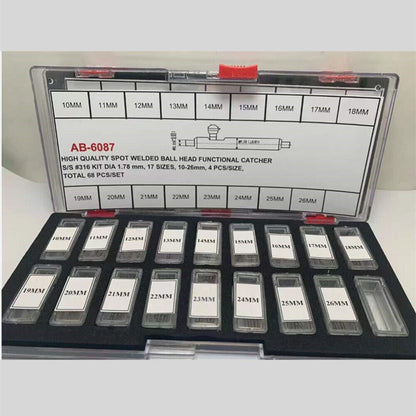 10MM 11MM 12MM 13MM 14MM 15MM 16MM 17MM 18MM
AB-6087
HIGH QUALITY SPOT WELDED BALL HEAD FUNCTIONAL CATCHER
S/S #316 KIT DIA 1.78 mm, 17 SIZES, 10-26mm, 4 PCS/SIZE,
TOTAL 68 PCS/SET
19MM 20MM 21MM 22MM 23MM 24MM 25MM 26MM
10MM 11MM 12MM 13MM 14MM 15MM 16MM 17MM 18MM
19MM 20MM 21MM 22MM 23MM 24MM 25MM 26MM